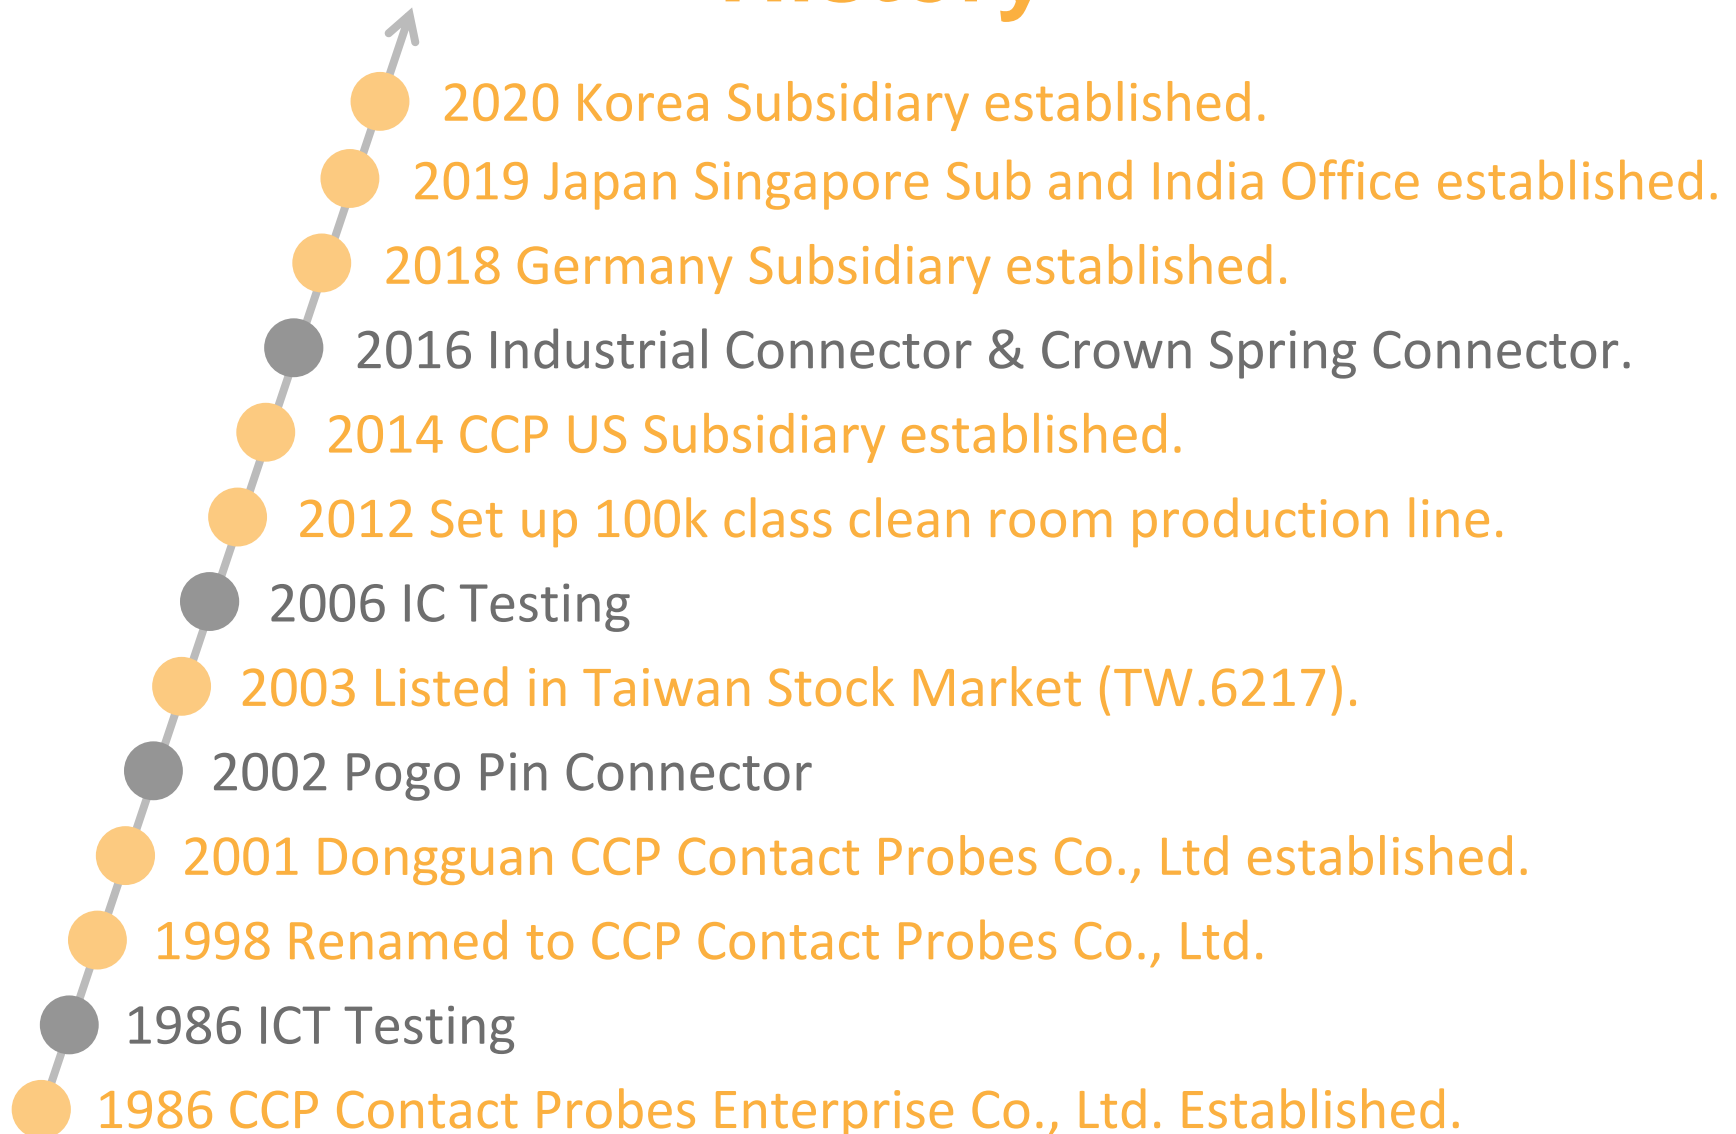 History
2020 Korea Subsidiary established.
2019 Japan Singapore Sub and India Office established.
2018 Germany Subsidiary established.
2016 Industrial Connector & Crown Spring Connector.
2014 CCP US Subsidiary established.
2012 Set up 100k class clean room production line.
2006 IC Testing
2003 Listed in Taiwan Stock Market (TW.6217).
2002 Pogo Pin Connector
2001 Dongguan CCP Contact Probes Co., Ltd established.
1998 Renamed to CCP Contact Probes Co., Ltd.
1986 ICT Testing
1986 CCP Contact Probes Enterprise Co., Ltd. Established.